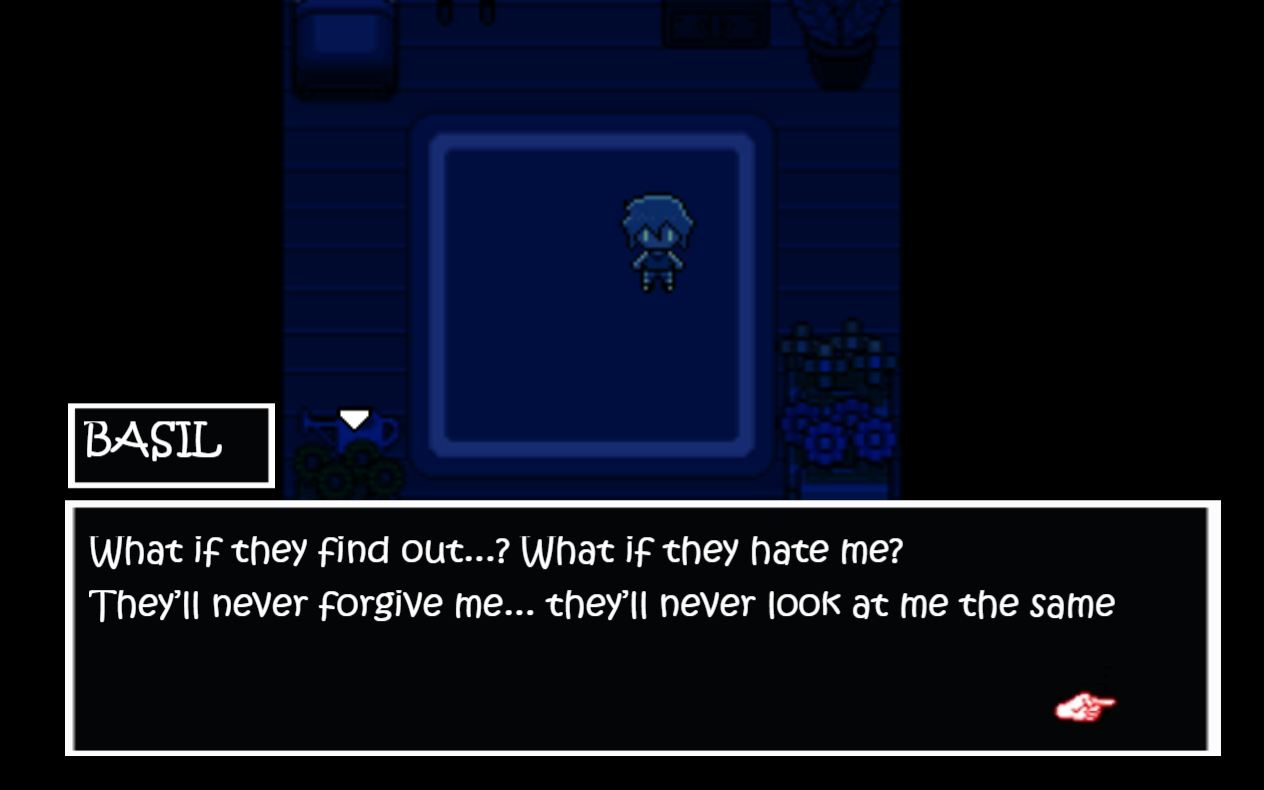 BASIL
What if they find out...? What if they hate me?
They'll never forgive me... they'll never look at me the same